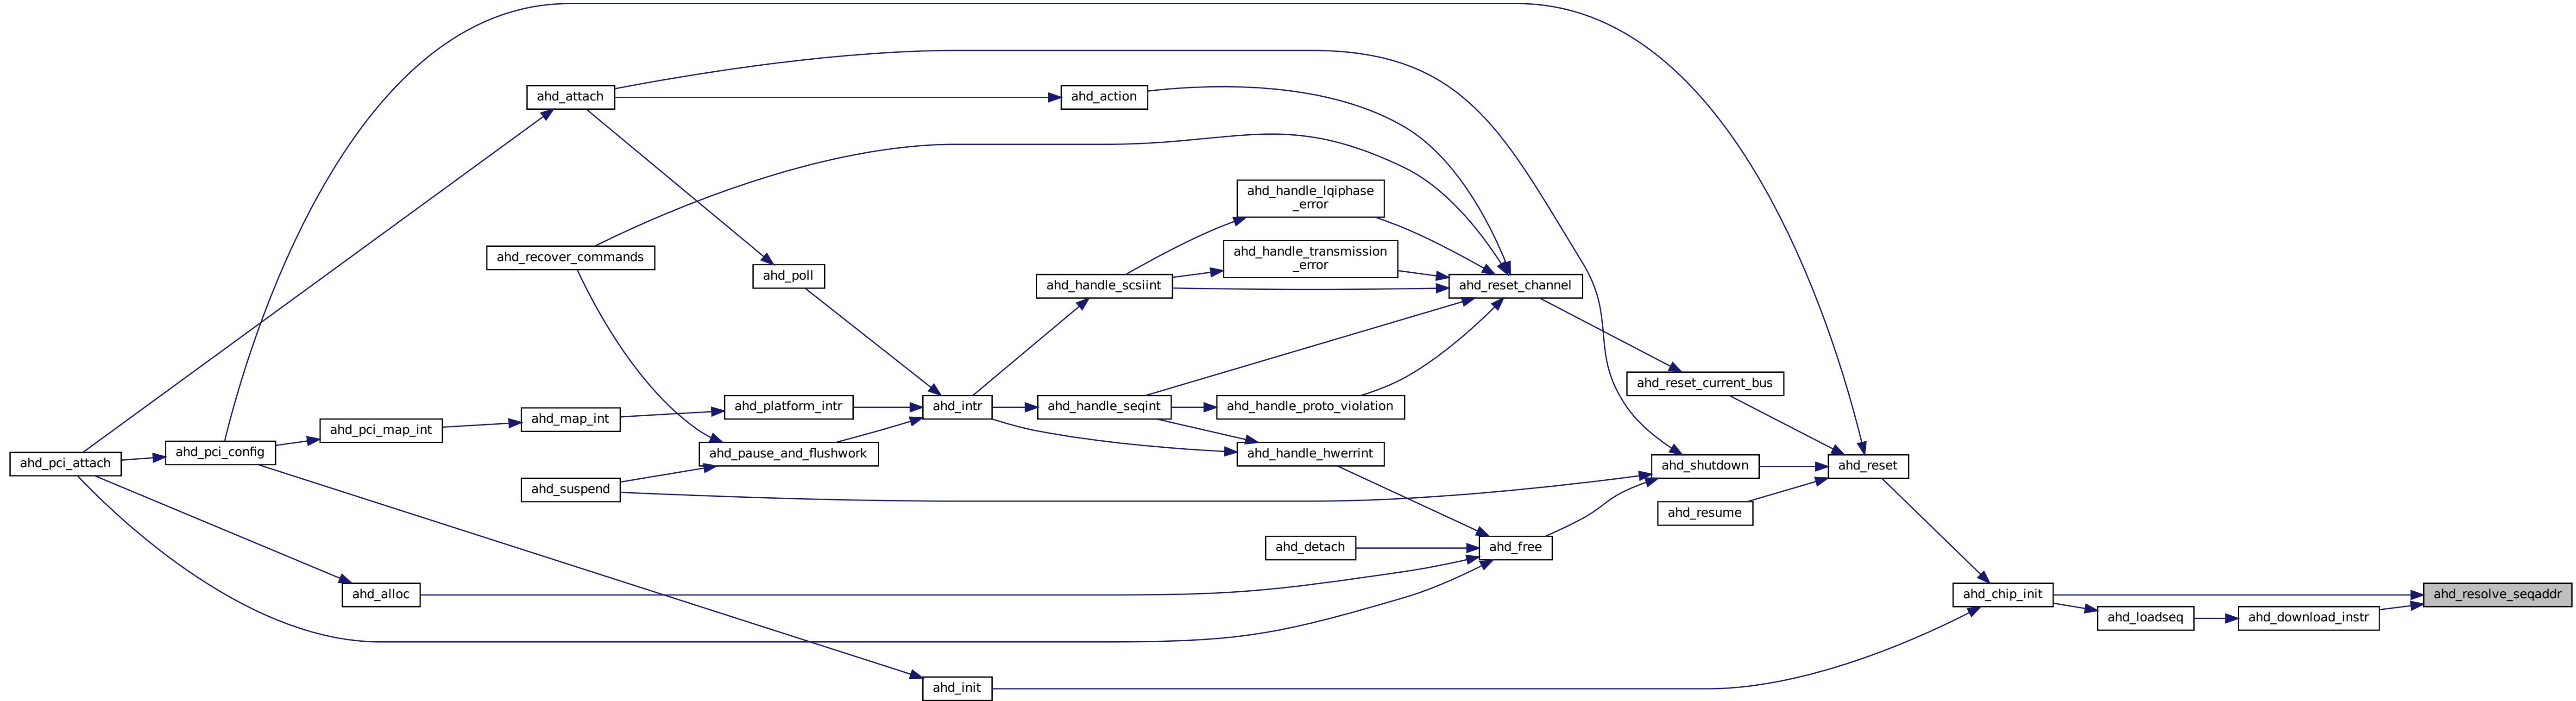 ahd_attach
ahd_action
ahd_handle_lqiphase
_error
ahd_handle_transmission
_error
ahd_recover_commands
ahd_poll
ahd_handle_scsiint
ahd_reset_channel
ahd_reset_current_bus
ahd_platform_intr
ahd_intr
ahd_handle_seqint
ahd_handle_proto_violation
ahd_map_int
ahd_pci_map_int
ahd_pci_config
ahd_pci_attach
ahd_pause_and_flushwork
ahd_handle_hwerrint
ahd_shutdown
ahd_reset
ahd_suspend
ahd_resume
ahd_detach
ahd_free
ahd_alloc
ahd_chip_init
ahd_resolve_seqaddr
ahd_loadseq
ahd_download_instr
ahd_init